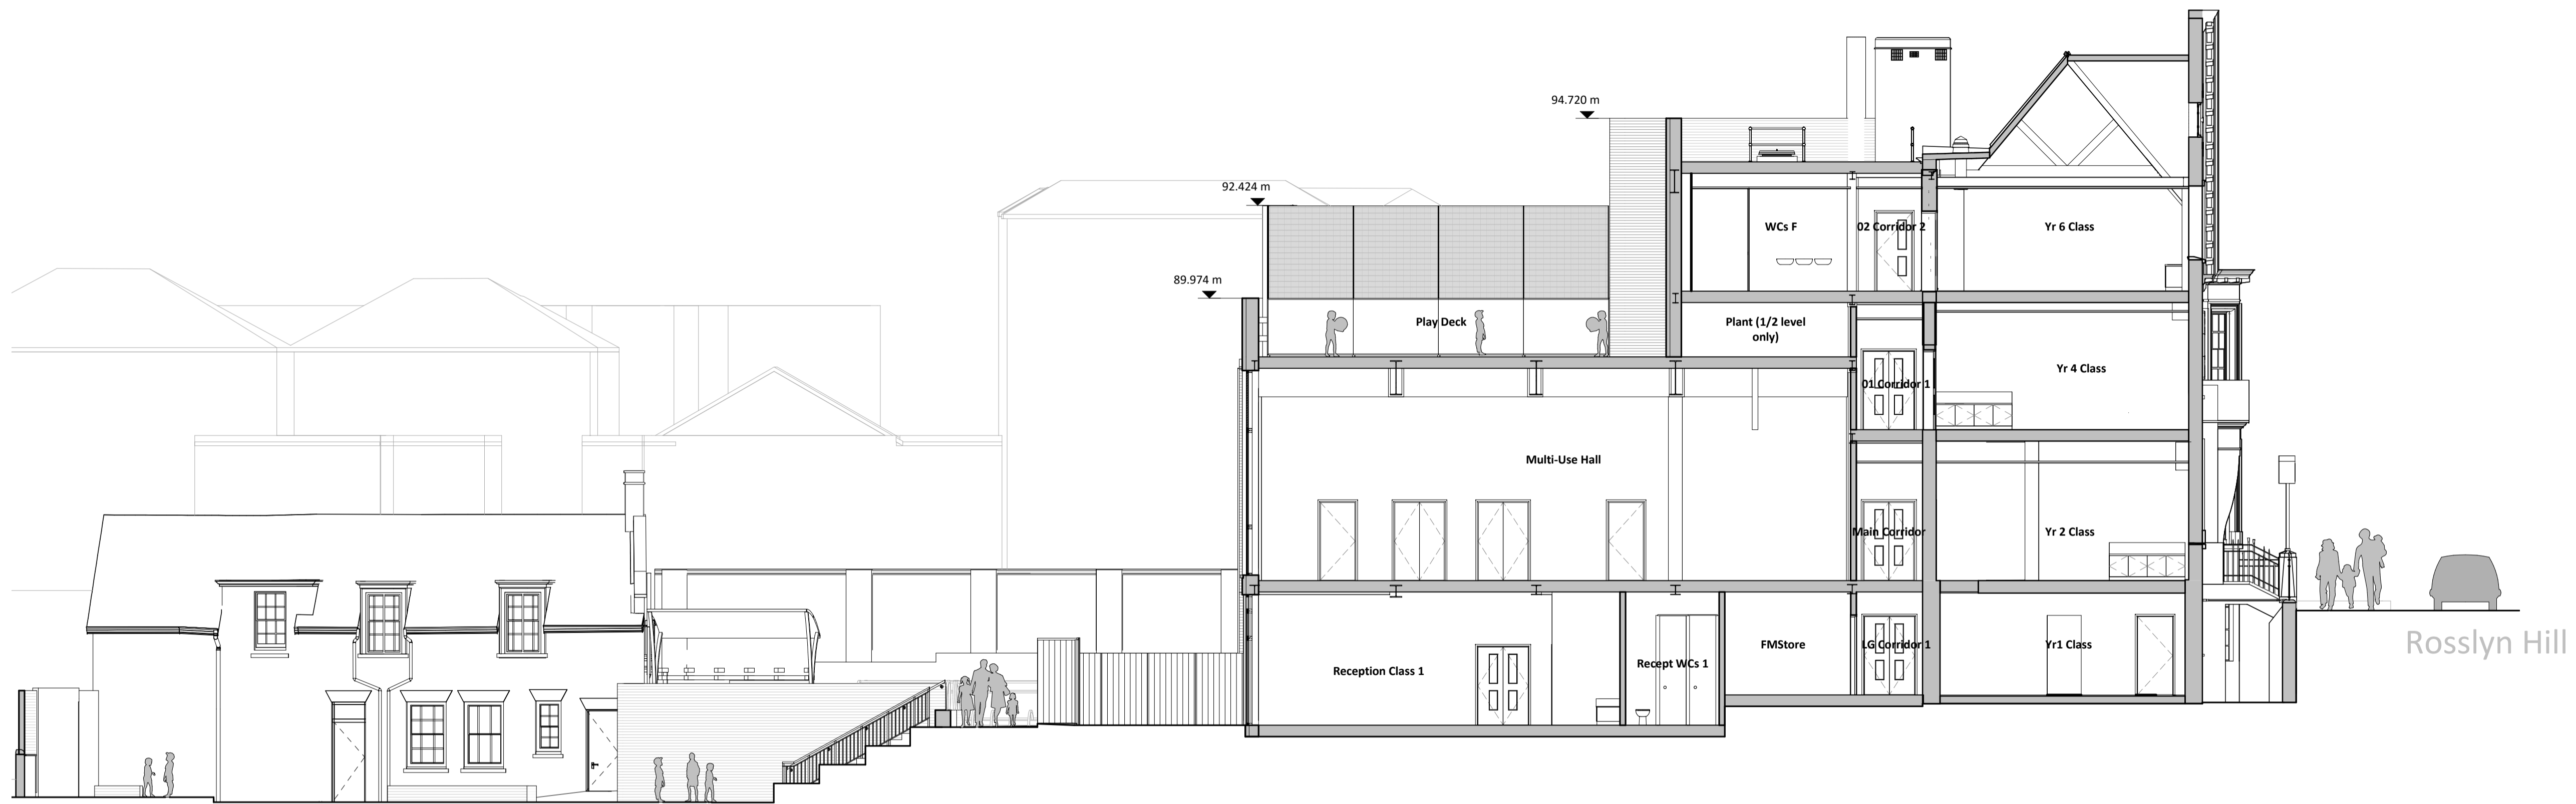 94.720 m
92.424 m
89.974 m
WCs F
02 Corridor 2
Yr 6 Class
Play Deck
Plant (1/2 level
only)
01 Corridor 1
Yr 4 Class
Multi-Use Hall
Main Corridor
Yr 2 Class
Reception Class 1
Recept WCs 1
FMStore
LG Corridor 1
Yr1 Class
Rosslyn Hill